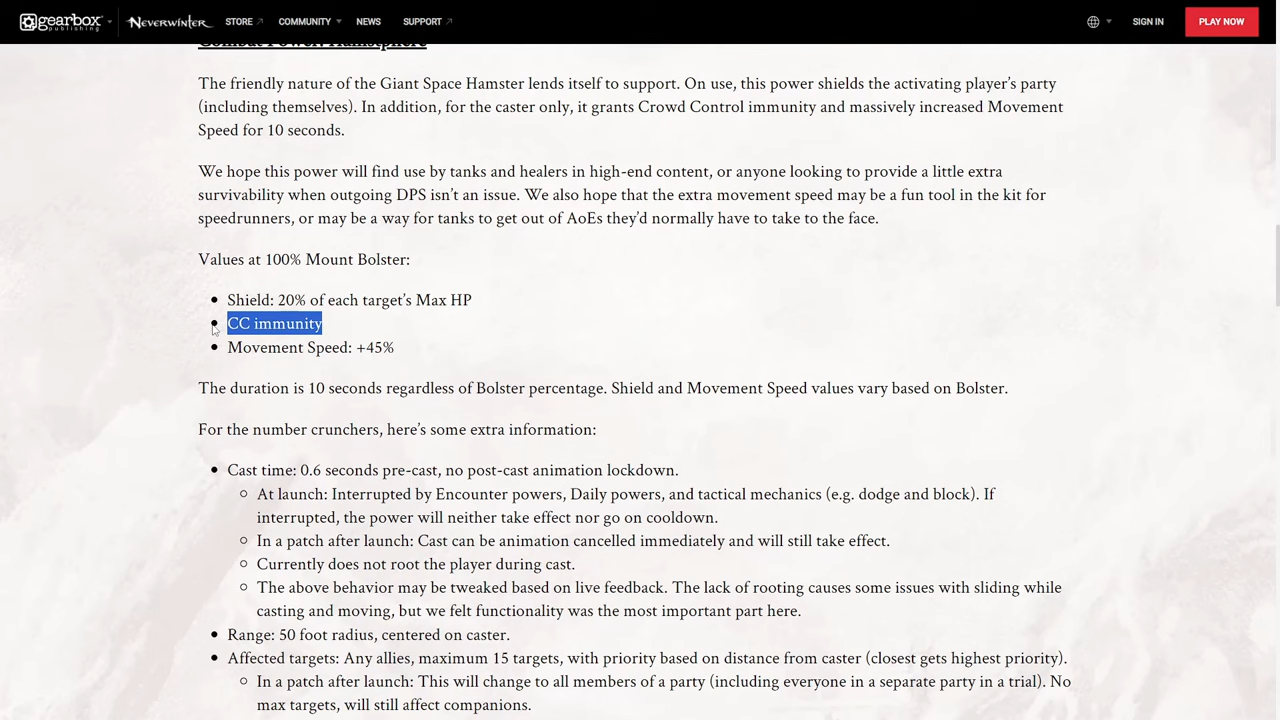 gearbox publishing NEVERWINTER STORE COMMUNITY NEWS SUPPORT SIGN IN PLAY NOW
Combat Power: Hamstphere
The friendly nature of the Giant Space Hamster lends itself to support. On use, this power shields the activating player's party
(including themselves). In addition, for the caster only, it grants Crowd Control immunity and massively increased Movement
Speed for 10 seconds.
We hope this power will find use by tanks and healers in high-end content, or anyone looking to provide a little extra
survivability when outgoing DPS isn't an issue. We also hope that the extra movement speed may be a fun tool in the kit for
speedrunners, or may be a way for tanks to get out of AoEs they'd normally have to take to the face.
Values at 100% Mount Bolster:
• Shield: 20% of each target's Max HP
• CC immunity
• Movement Speed: +45%
The duration is 10 seconds regardless of Bolster percentage. Shield and Movement Speed values vary based on Bolster.
For the number crunchers, here's some extra information:
• Cast time: 0.6 seconds pre-cast, no post-cast animation lockdown.
○ At launch: Interrupted by Encounter powers, Daily powers, and tactical mechanics (e.g. dodge and block). If
interrupted, the power will neither take effect nor go on cooldown.
○ In a patch after launch: Cast can be animation cancelled immediately and will still take effect.
○ Currently does not root the player during cast.
○ The above behavior may be tweaked based on live feedback. The lack of rooting causes some issues with sliding while
casting and moving, but we felt functionality was the most important part here.
• Range: 50 foot radius, centered on caster.
• Affected targets: Any allies, maximum 15 targets, with priority based on distance from caster (closest gets highest priority).
○ In a patch after launch: This will change to all members of a party (including everyone in a separate party in a trial). No
max targets, will still affect companions.